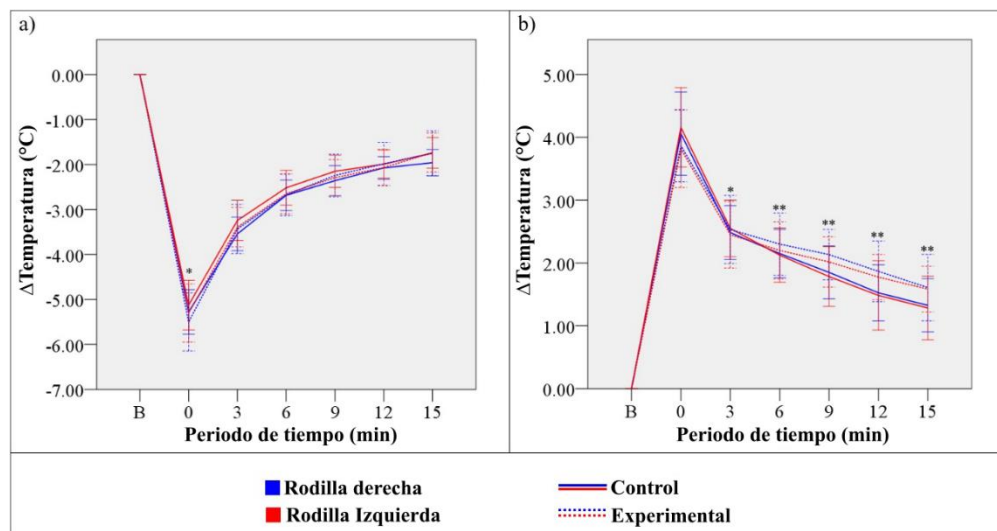 a)
0.00
-1.00
-2.00
-3.00
-4.00
-5.00
-6.00
-7.00
ΔTemperatura (°C)
*
B 0 3 6 9 12 15
Periodo de tiempo (min)
b)
5.00
4.00
3.00
2.00
1.00
0.00
ΔTemperatura (°C)
* ** ** ** **
B 0 3 6 9 12 15
Periodo de tiempo (min)
Rodilla derecha
Rodilla Izquierda
Control
Experimental